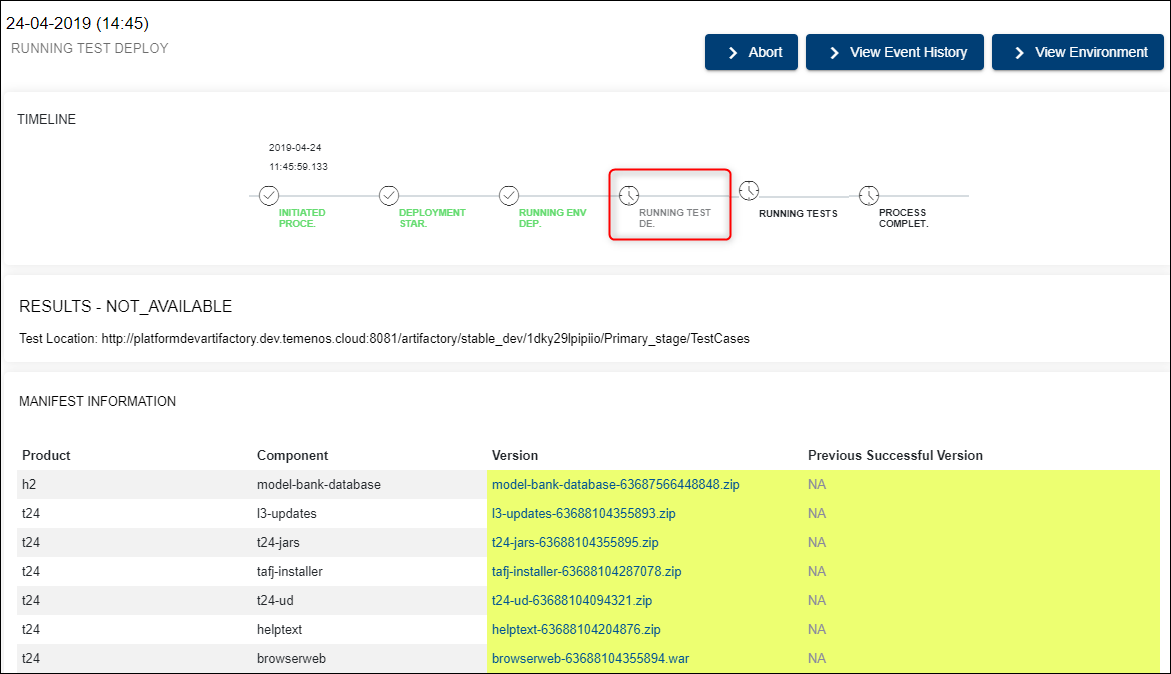 24-04-2019 (14:45)
RUNNING TEST DEPLOY
Abort
View Event History
View Environment
TIMELINE
2019-04-24
11:45:59.133
INITIATED
PROCE.
DEPLOYMENT
STAR.
RUNNING ENV
DEP.
RUNNING TEST
DE.
RUNNING TESTS
PROCESS
COMPLET.
RESULTS - NOT_AVAILABLE
Test Location: http://platformdevartifactory.dev.temenos.cloud:8081/artifactory/stable_dev/1dky29lpipiio/Primary_stage/TestCases
MANIFEST INFORMATION
Product Component Version Previous Successful Version
h2 model-bank-database model-bank-database-63687566448848.zip NA
t24 l3-updates l3-updates-63688104355893.zip NA
t24 t24-jars t24-jars-63688104355895.zip NA
t24 tafj-installer tafj-installer-63688104287078.zip NA
t24 t24-ud t24-ud-63688104094321.zip NA
t24 helptext helptext-63688104204876.zip NA
t24 browserweb browserweb-63688104355894.war NA